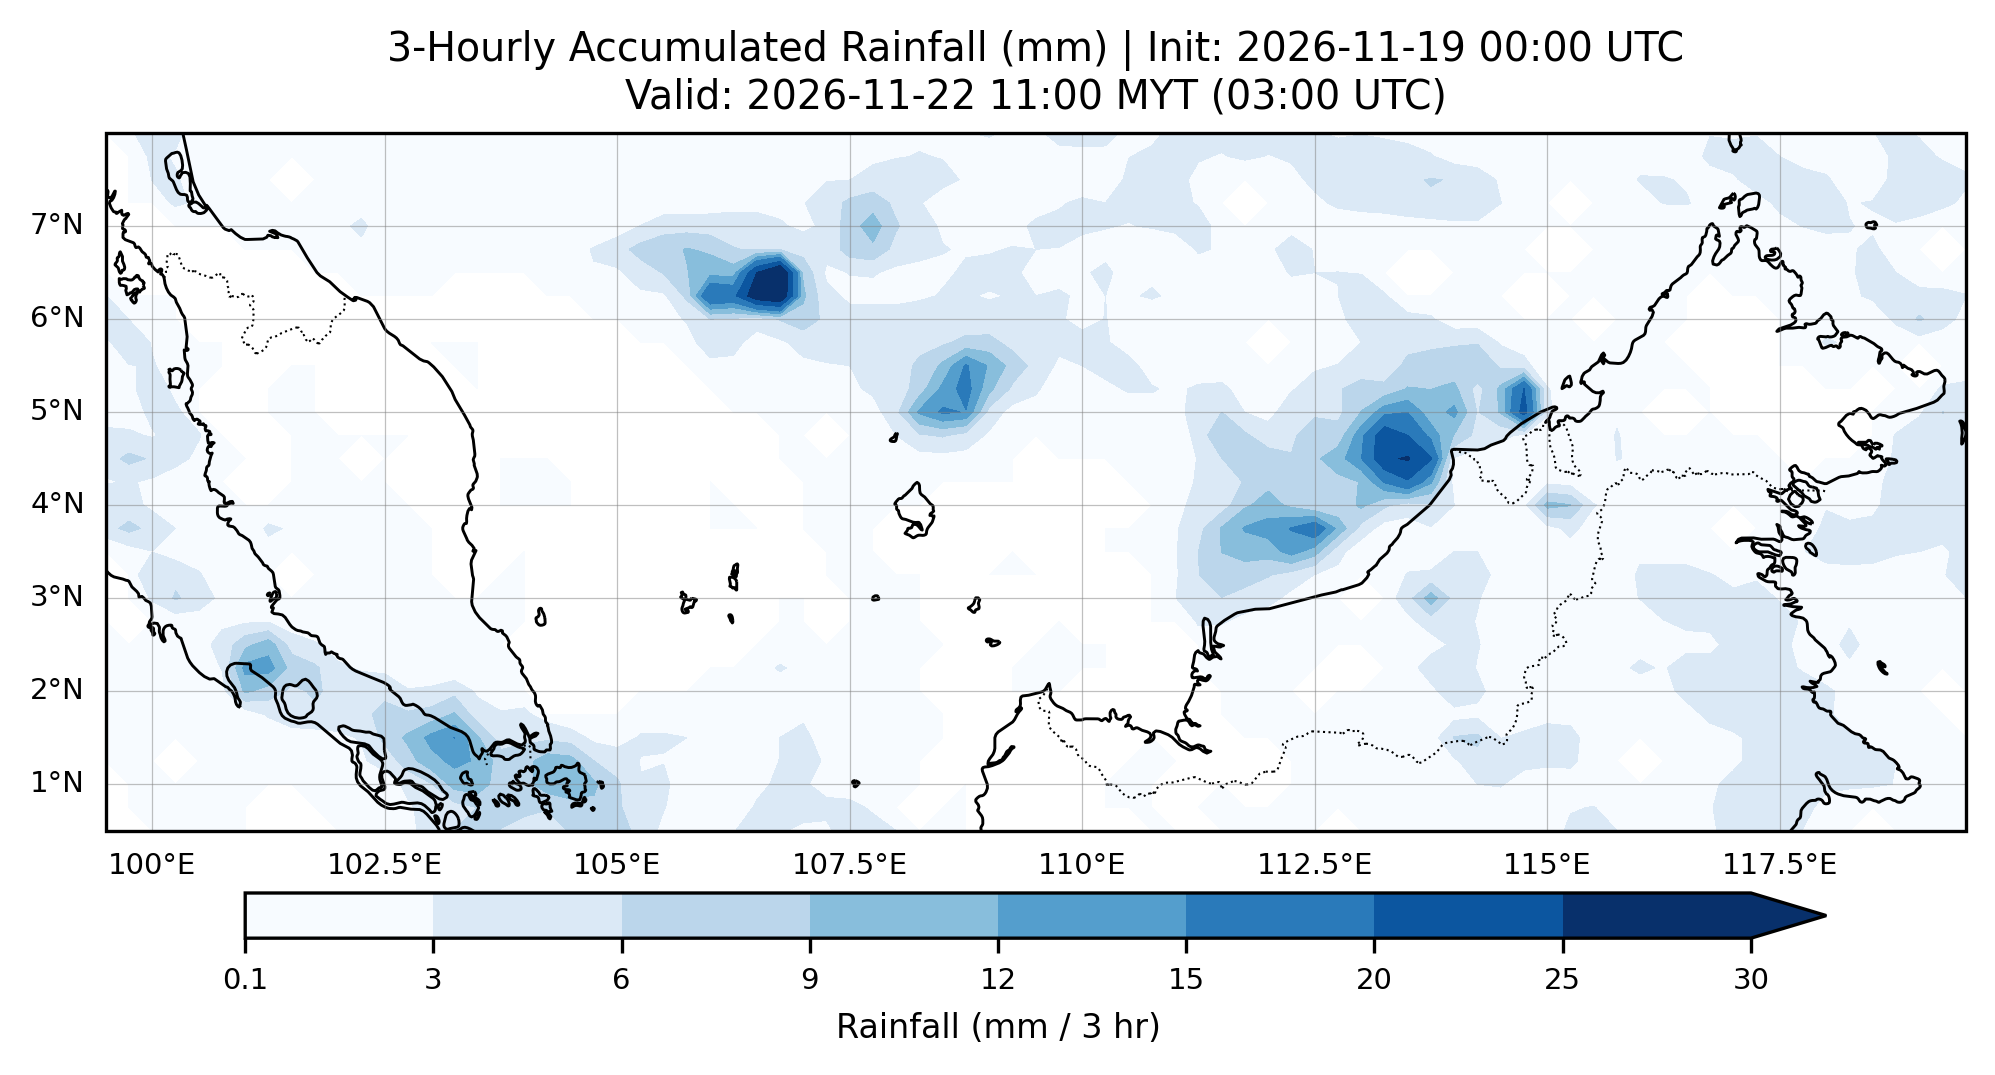 3-Hourly Accumulated Rainfall (mm) | Init: 2026-11-19 00:00 UTC
Valid: 2026-11-22 11:00 MYT (03:00 UTC)
7°N
6°N
5°N
4°N
3°N
2°N
1°N
100°E 102.5°E 105°E 107.5°E 110°E 112.5°E 115°E 117.5°E
0.1 3 6 9 12 15 20 25 30
Rainfall (mm / 3 hr)